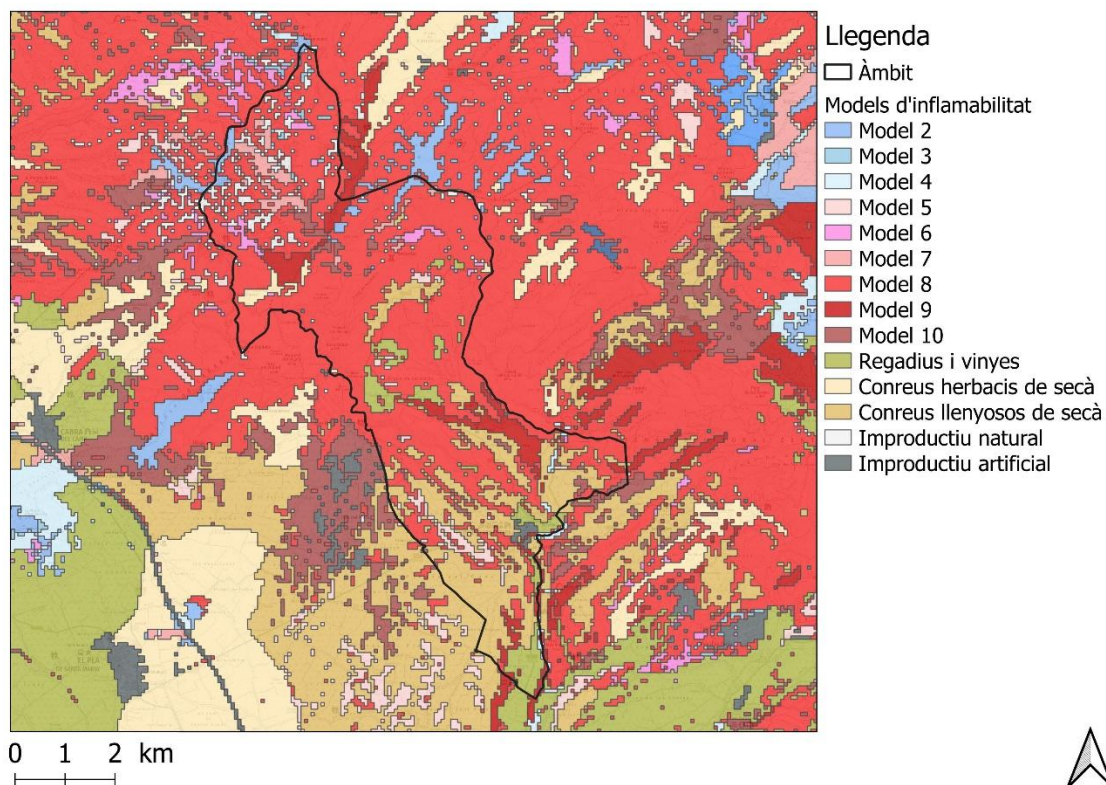 Llegenda
Àmbit
Models d'inflamabilitat
Model 2
Model 3
Model 4
Model 5
Model 6
Model 7
Model 8
Model 9
Model 10
Regadius i vinyes
Conreus herbacis de secà
Conreus llenyosos de secà
Improductiu natural
Improductiu artificial
0 1 2 km